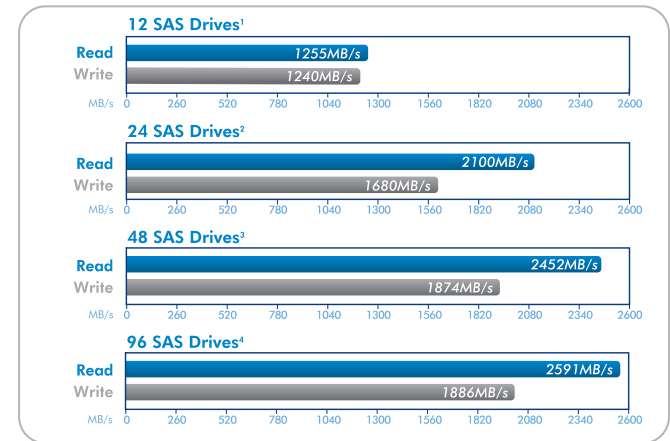 12 SAS Drives¹
Read 1255MB/s
Write 1240MB/s
MB/s 0 260 520 780 1040 1300 1560 1820 2080 2340 2600
24 SAS Drives²
Read 2100MB/s
Write 1680MB/s
MB/s 0 260 520 780 1040 1300 1560 1820 2080 2340 2600
48 SAS Drives³
Read 2452MB/s
Write 1874MB/s
MB/s 0 260 520 780 1040 1300 1560 1820 2080 2340 2600
96 SAS Drives⁴
Read 2591MB/s
Write 1886MB/s
MB/s 0 260 520 780 1040 1300 1560 1820 2080 2340 2600